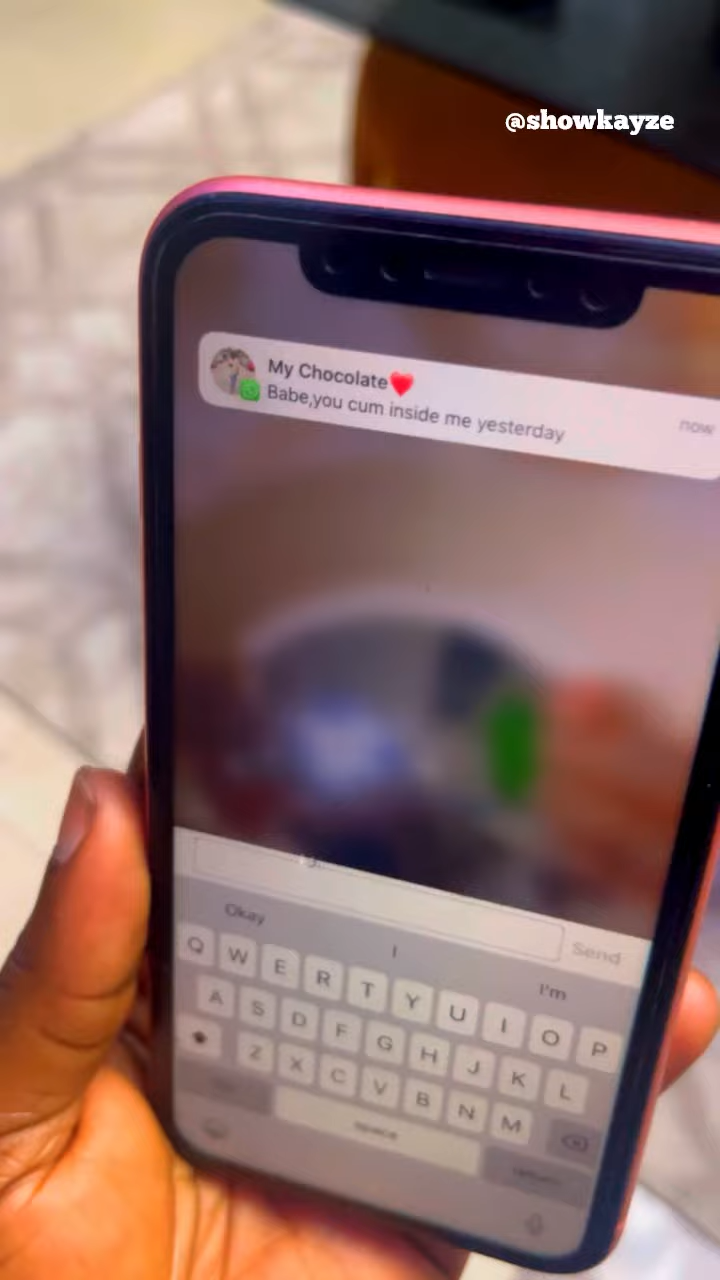 @showkayze
My Chocolate❤️
Babe,you cum inside me yesterday
now
Send
Okay
I
I'm
Q W E R T Y U I O P
A S D F G H J K L
Z X C V B N M
space
return